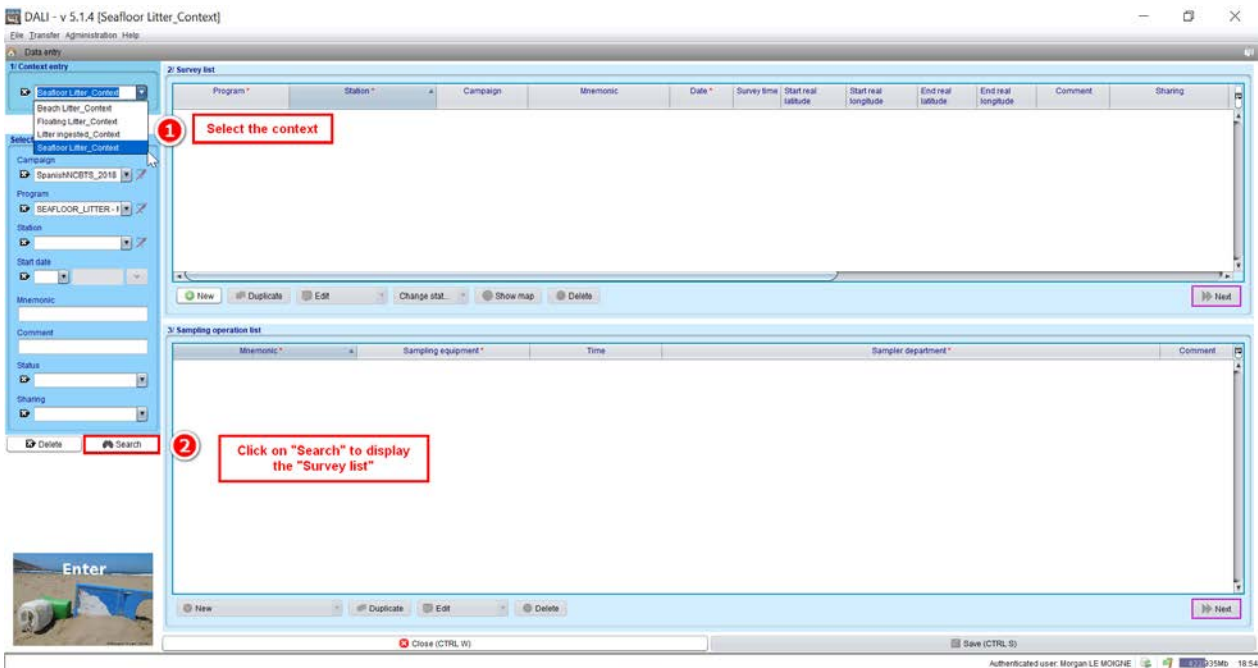 DALI - v 5.1.4 [Seafloor Litter_Context]
File Transfer Administration Help
Data entry
1/ Context entry
Seafloor Litter_Context
Beach Litter_Context
Floating Litter_Context
Litter ingested_Context
Seafloor Litter_Context
Select
Campaign
SpanishNCBTS_2018
Program
SEAFLOOR_LITTER -
Station
Start date
Mnemonic
Comment
Status
Sharing
Delete Search
Enter
2/ Survey list
Program * Station * Campaign Mnemonic Date * Survey time Start real latitude Start real longitude End real latitude End real longitude Comment Sharing
1 Select the context
New Duplicate Edit Change stat... Show map Delete Next
3/ Sampling operation list
Mnemonic * Sampling equipment * Time Sampler department * Comment
2 Click on "Search" to display
the "Survey list"
New Duplicate Edit Delete Next
Close (CTRL W) Save (CTRL S)
Authenticated user: Morgan LE MOIGNE